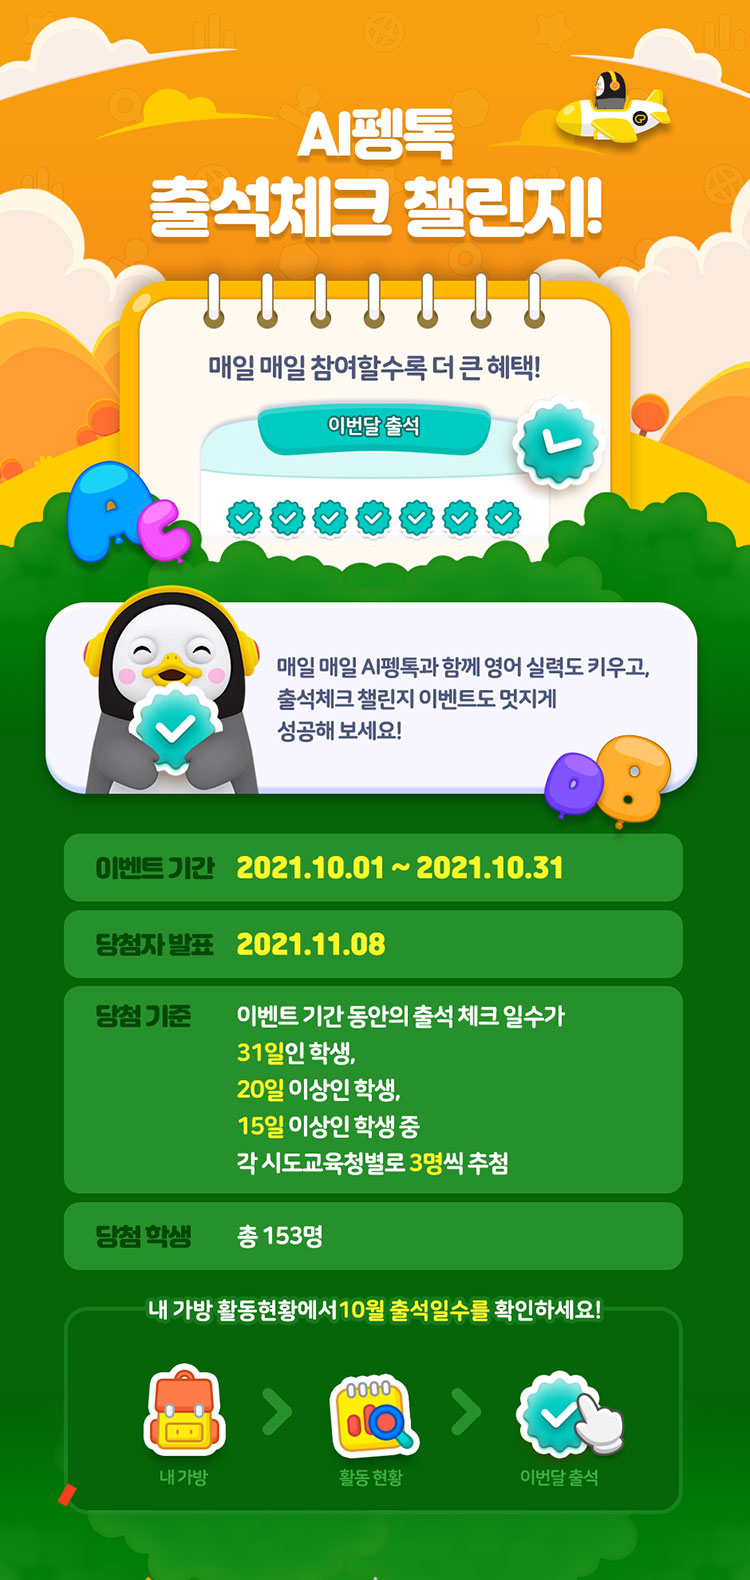 AI펭톡
출석체크 챌린지!
매일 매일 참여할수록 더 큰 혜택!
이번달 출석
A C
매일 매일 AI펭톡과 함께 영어 실력도 키우고,
출석체크 챌린지 이벤트도 멋지게
성공해 보세요!
D B
이벤트 기간 2021.10.01 ~ 2021.10.31
당첨자 발표 2021.11.08
당첨 기준 이벤트 기간 동안의 출석 체크 일수가
31일인 학생,
20일 이상인 학생,
15일 이상인 학생 중
각 시도교육청별로 3명씩 추첨
당첨 학생 총 153명
내 가방 활동현황에서10월 출석일수를 확인하세요!
내 가방 활동 현황 이번달 출석